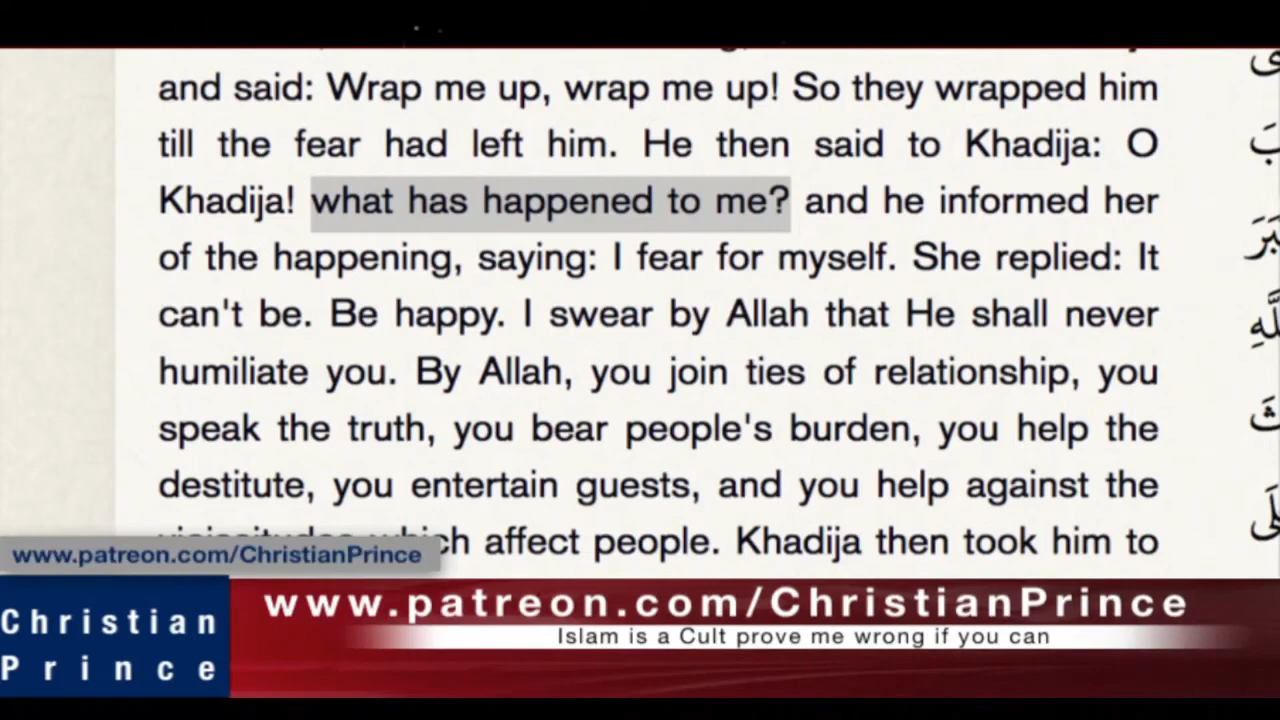 and said: Wrap me up, wrap me up! So they wrapped him
till the fear had left him. He then said to Khadija: O
Khadija! what has happened to me? and he informed her
of the happening, saying: I fear for myself. She replied: It
can't be. Be happy. I swear by Allah that He shall never
humiliate you. By Allah, you join ties of relationship, you
speak the truth, you bear people's burden, you help the
destitute, you entertain guests, and you help against the
affect people. Khadija then took him to
www.patreon.com/ChristianPrince
www.patreon.com/ChristianPrince
Islam is a Cult prove me wrong if you can
Christian
Prince